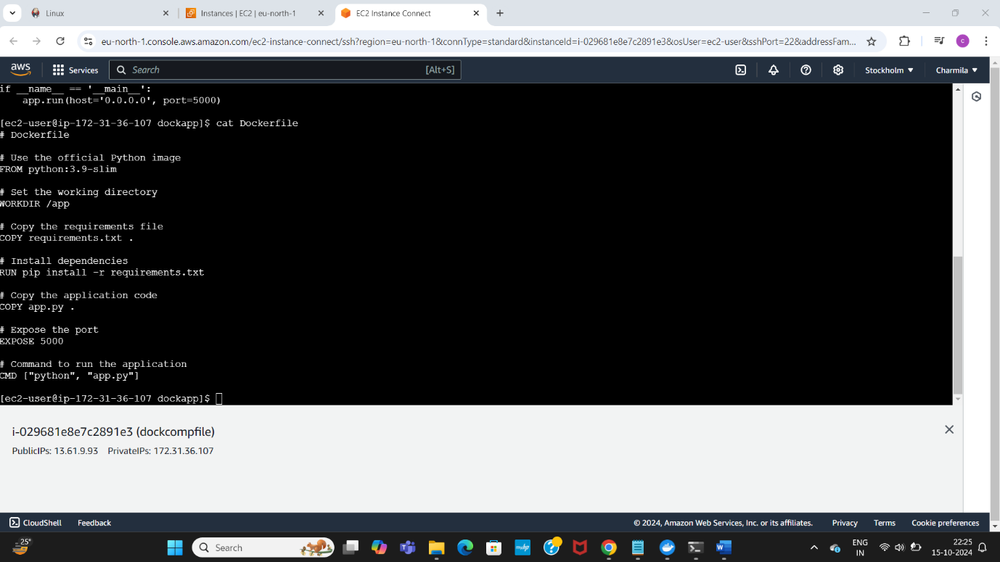 Linux
Instances | EC2 | eu-north-1
EC2 Instance Connect
eu-north-1.console.aws.amazon.com/ec2-instance-connect/ssh?region=eu-north-1&connType=standard&instanceId=i-029681e8e7c2891e3&osUser=ec2-user&sshPort=22&addressFam...
C
aws
Services
Search
[Alt+S]
Stockholm
Charmila
if __name__ == '__main__':
    app.run(host='0.0.0.0', port=5000)
[ec2-user@ip-172-31-36-107 dockapp]$ cat Dockerfile
# Dockerfile
# Use the official Python image
FROM python:3.9-slim
# Set the working directory
WORKDIR /app
# Copy the requirements file
COPY requirements.txt .
# Install dependencies
RUN pip install -r requirements.txt
# Copy the application code
COPY app.py .
# Expose the port
EXPOSE 5000
# Command to run the application
CMD ["python", "app.py"]
[ec2-user@ip-172-31-36-107 dockapp]$
i-029681e8e7c2891e3 (dockcompfile)
PublicIPs: 13.61.9.93 PrivateIPs: 172.31.36.107
CloudShell
Feedback
© 2024, Amazon Web Services, Inc. or its affiliates.
Privacy
Terms
Cookie preferences
25°
Search
myhp
ENG
IN
22:25
15-10-2024